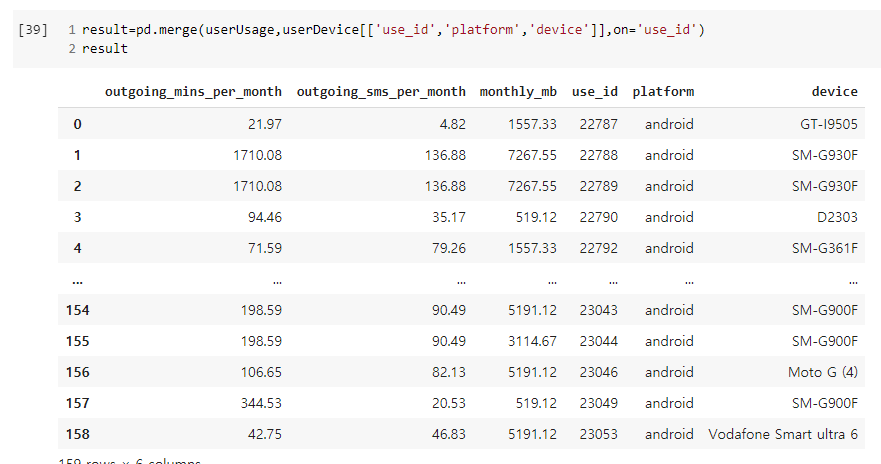 [39] 1 result=pd.merge(userUsage,userDevice[['use_id','platform','device']],on='use_id')
2 result
outgoing_mins_per_month outgoing_sms_per_month monthly_mb use_id platform device
0 21.97 4.82 1557.33 22787 android GT-I9505
1 1710.08 136.88 7267.55 22788 android SM-G930F
2 1710.08 136.88 7267.55 22789 android SM-G930F
3 94.46 35.17 519.12 22790 android D2303
4 71.59 79.26 1557.33 22792 android SM-G361F
... ... ... ... ... ... ...
154 198.59 90.49 5191.12 23043 android SM-G900F
155 198.59 90.49 3114.67 23044 android SM-G900F
156 106.65 82.13 5191.12 23046 android Moto G (4)
157 344.53 20.53 519.12 23049 android SM-G900F
158 42.75 46.83 5191.12 23053 android Vodafone Smart ultra 6
159 rows × 6 columns